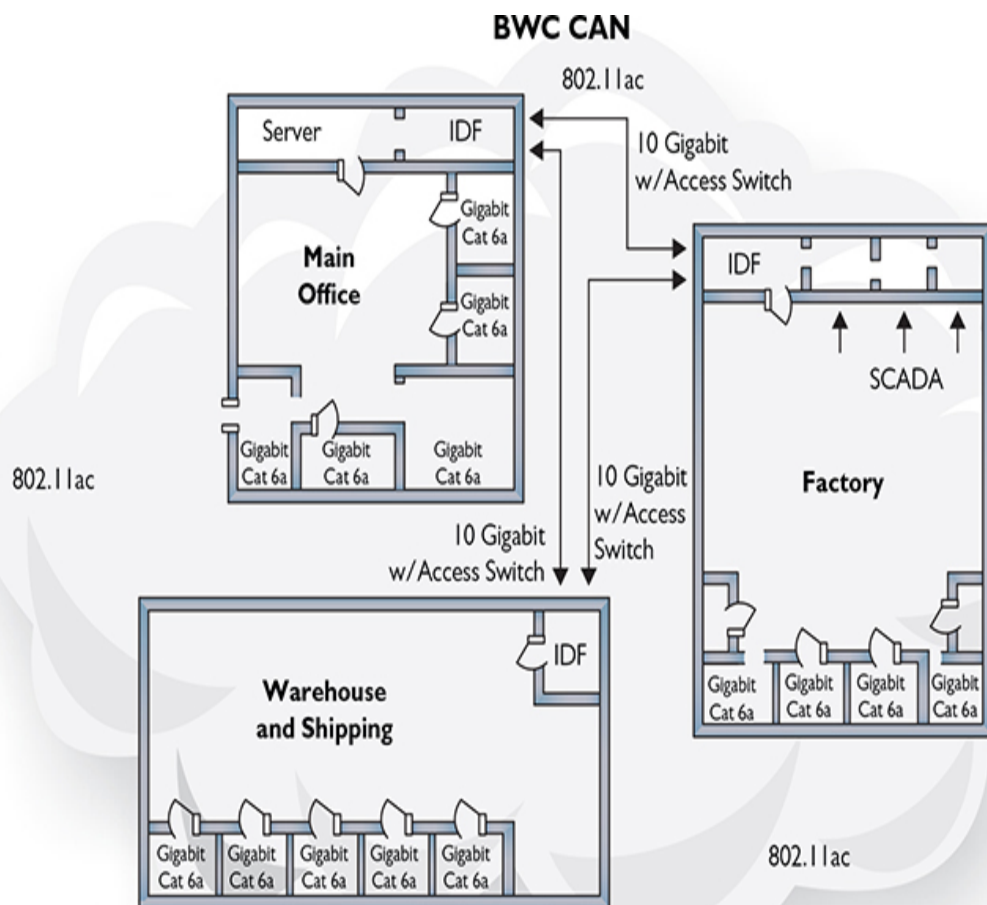 BWC CAN
802.11ac
Server
IDF
10 Gigabit
w/Access Switch
Gigabit
Cat 6a
Main
Office
Gigabit
Cat 6a
IDF
SCADA
Gigabit
Cat 6a
Gigabit
Cat 6a
Gigabit
Cat 6a
802.11ac
10 Gigabit
w/Access
Switch
Factory
10 Gigabit
w/Access Switch
IDF
Warehouse
and Shipping
Gigabit
Cat 6a
Gigabit
Cat 6a
Gigabit
Cat 6a
Gigabit
Cat 6a
Gigabit
Cat 6a
Gigabit
Cat 6a
Gigabit
Cat 6a
Gigabit
Cat 6a
Gigabit
Cat 6a
802.11ac